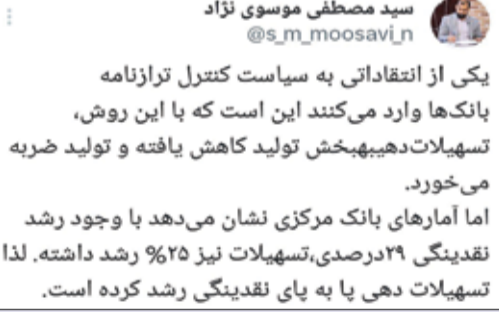 سید مصطفی موسوی نژاد
@s_m_moosavi_n
یکی از انتقاداتی به سیاست کنترل ترازنامه
بانک‌ها وارد می‌کنند این است که با این روش،
تسهیلات‌دهیبهبخش تولید کاهش یافته و تولید ضربه
می‌خورد.
اما آمارهای بانک مرکزی نشان می‌دهد با وجود رشد
نقدینگی ۲۹درصدی،تسهیلات نیز ۲۵% رشد داشته. لذا
تسهیلات دهی پا به پای نقدینگی رشد کرده است.